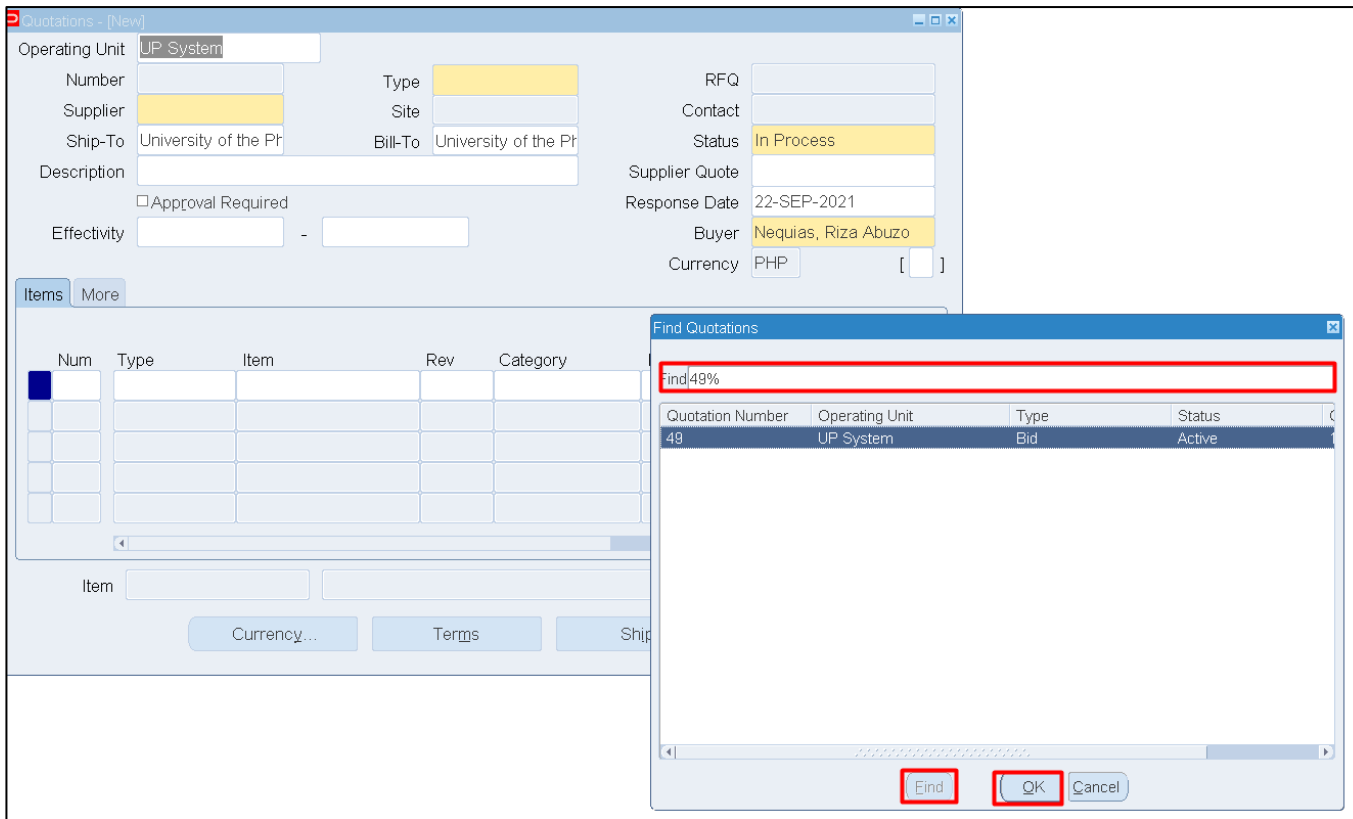 Quotations - [New]
Operating Unit UP System
Number Type RFQ
Supplier Site Contact
Ship-To University of the Ph Bill-To University of the Ph Status In Process
Description Supplier Quote
Approval Required Response Date 22-SEP-2021
Effectivity - Buyer Nequias, Riza Abuzo
Currency PHP [ ]
Items More
Num Type Item Rev Category
Item
Currency... Terms Ship
Find Quotations
Find 49%
Quotation Number Operating Unit Type Status
49 UP System Bid Active
Find OK Cancel